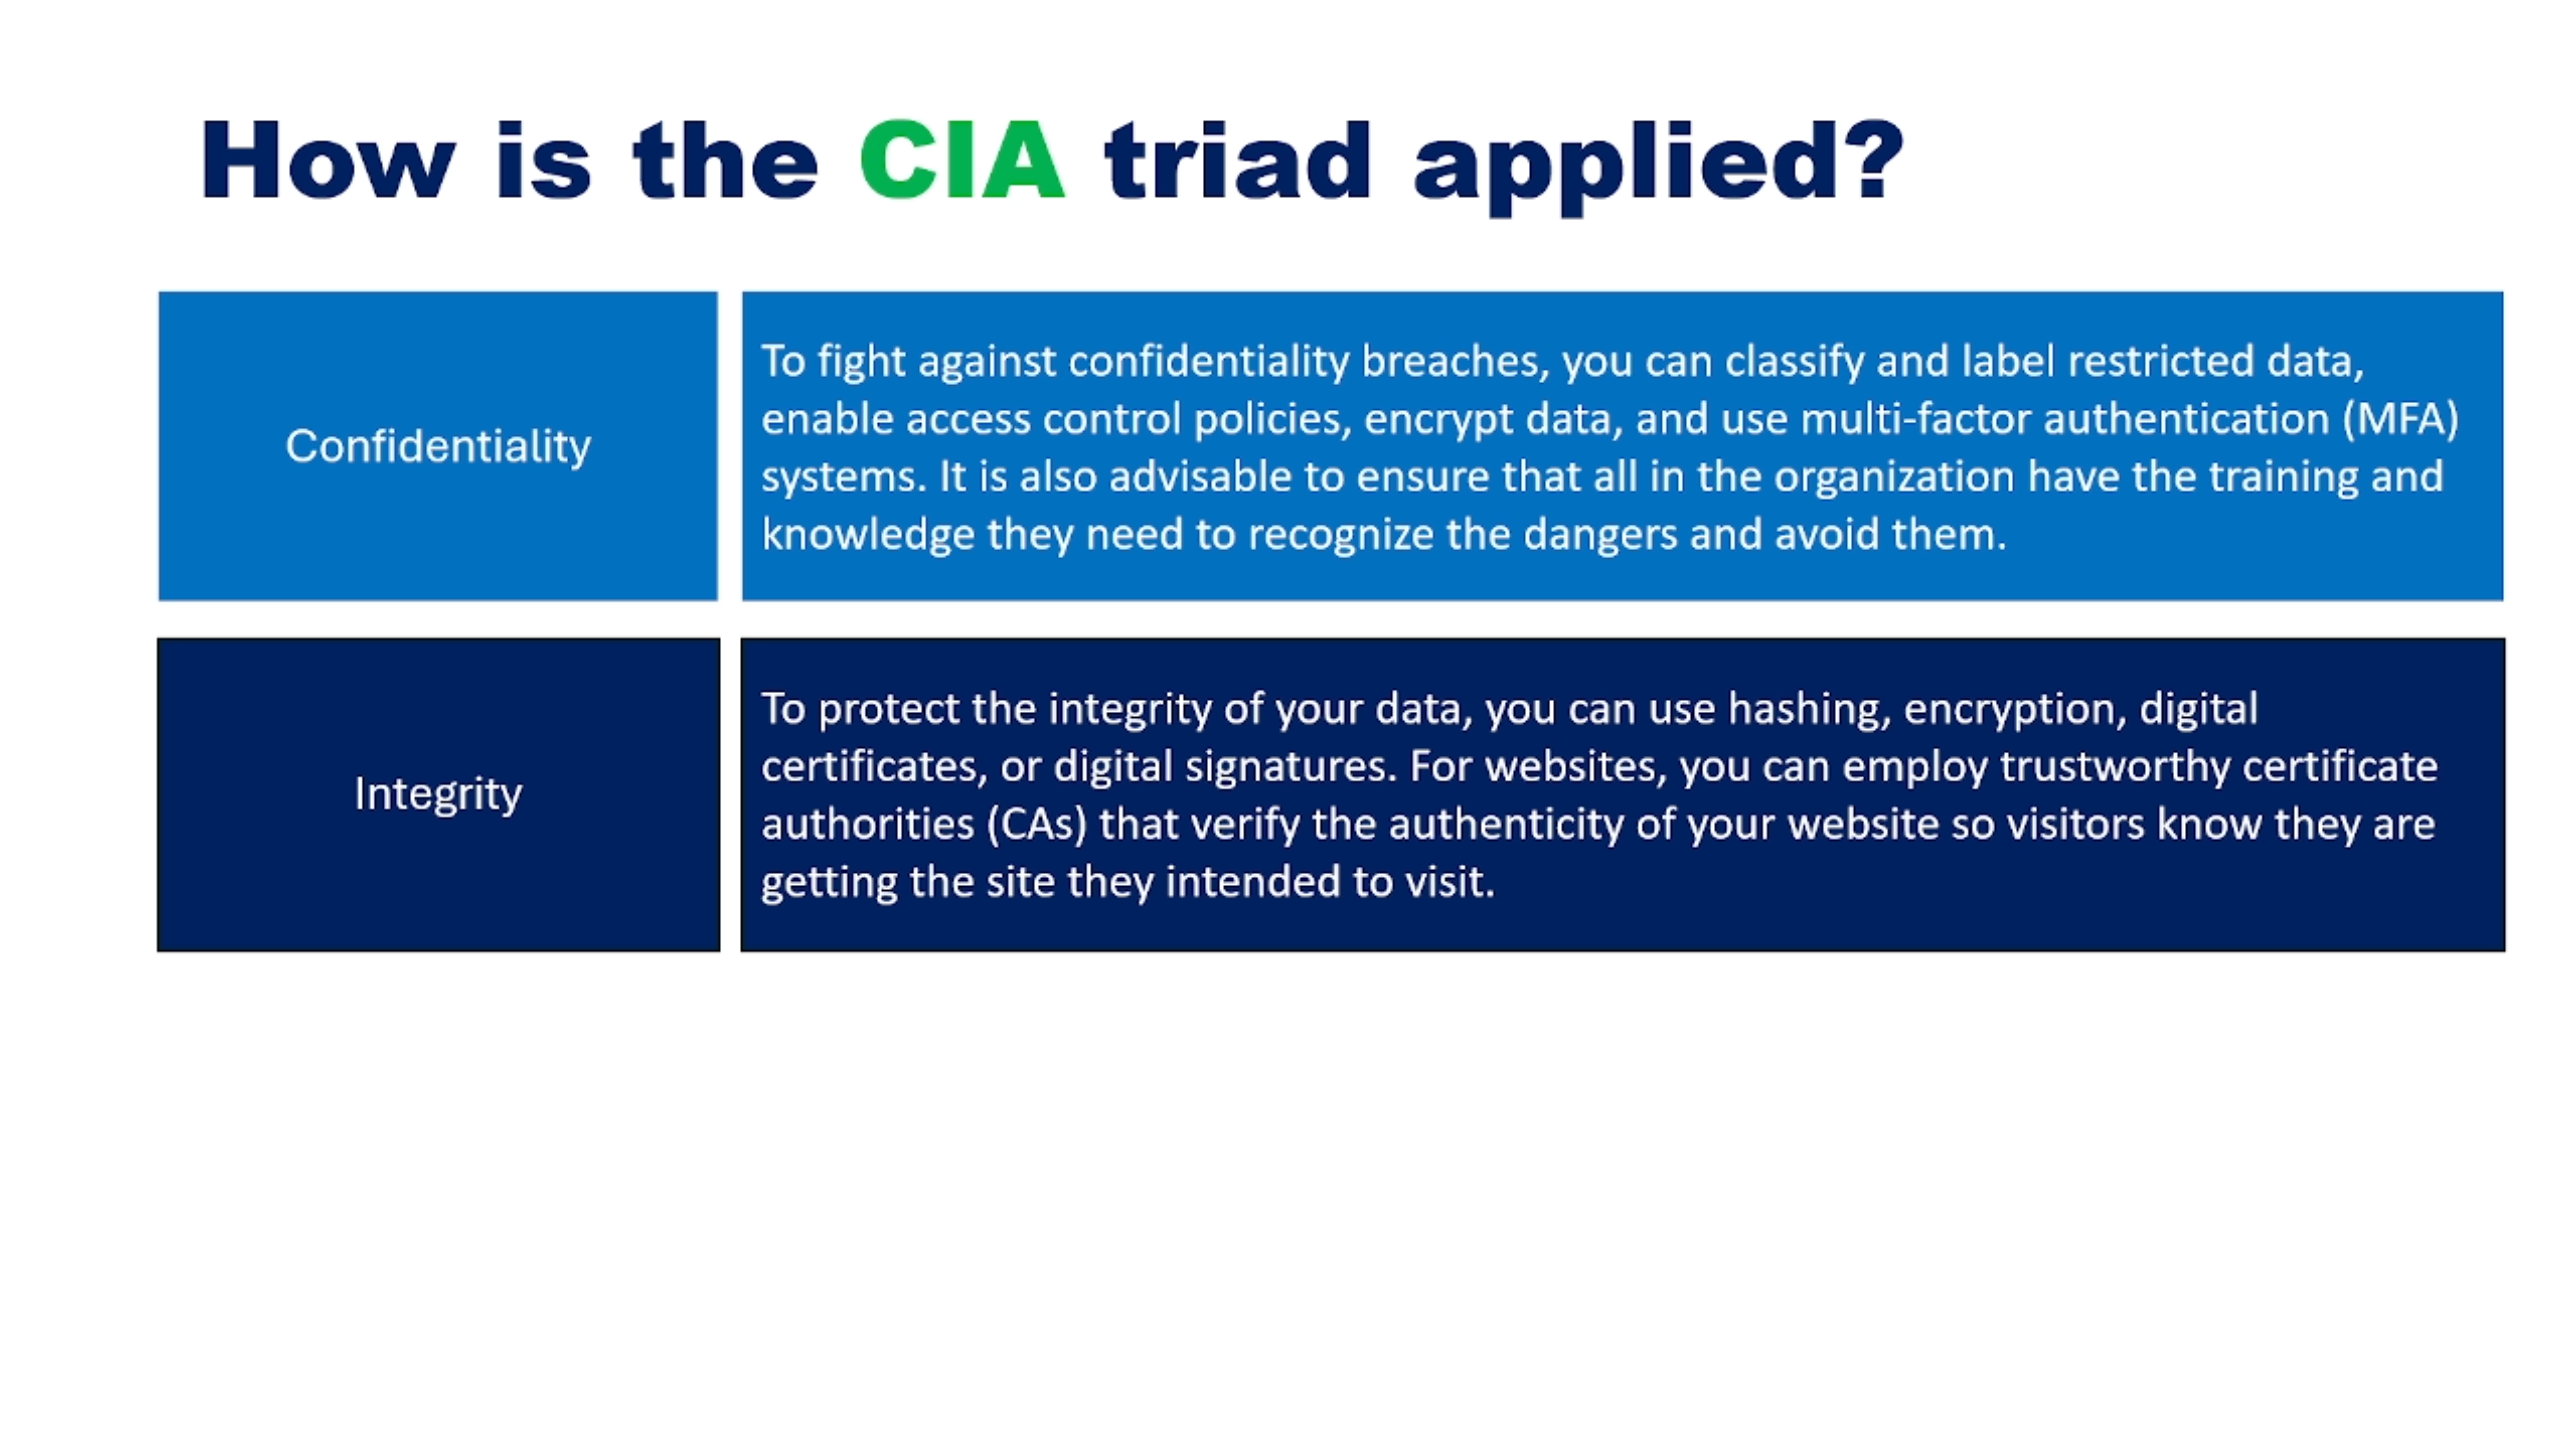 How is the CIA triad applied?
Confidentiality
To fight against confidentiality breaches, you can classify and label restricted data,
enable access control policies, encrypt data, and use multi-factor authentication (MFA)
systems. It is also advisable to ensure that all in the organization have the training and
knowledge they need to recognize the dangers and avoid them.
Integrity
To protect the integrity of your data, you can use hashing, encryption, digital
certificates, or digital signatures. For websites, you can employ trustworthy certificate
authorities (CAs) that verify the authenticity of your website so visitors know they are
getting the site they intended to visit.